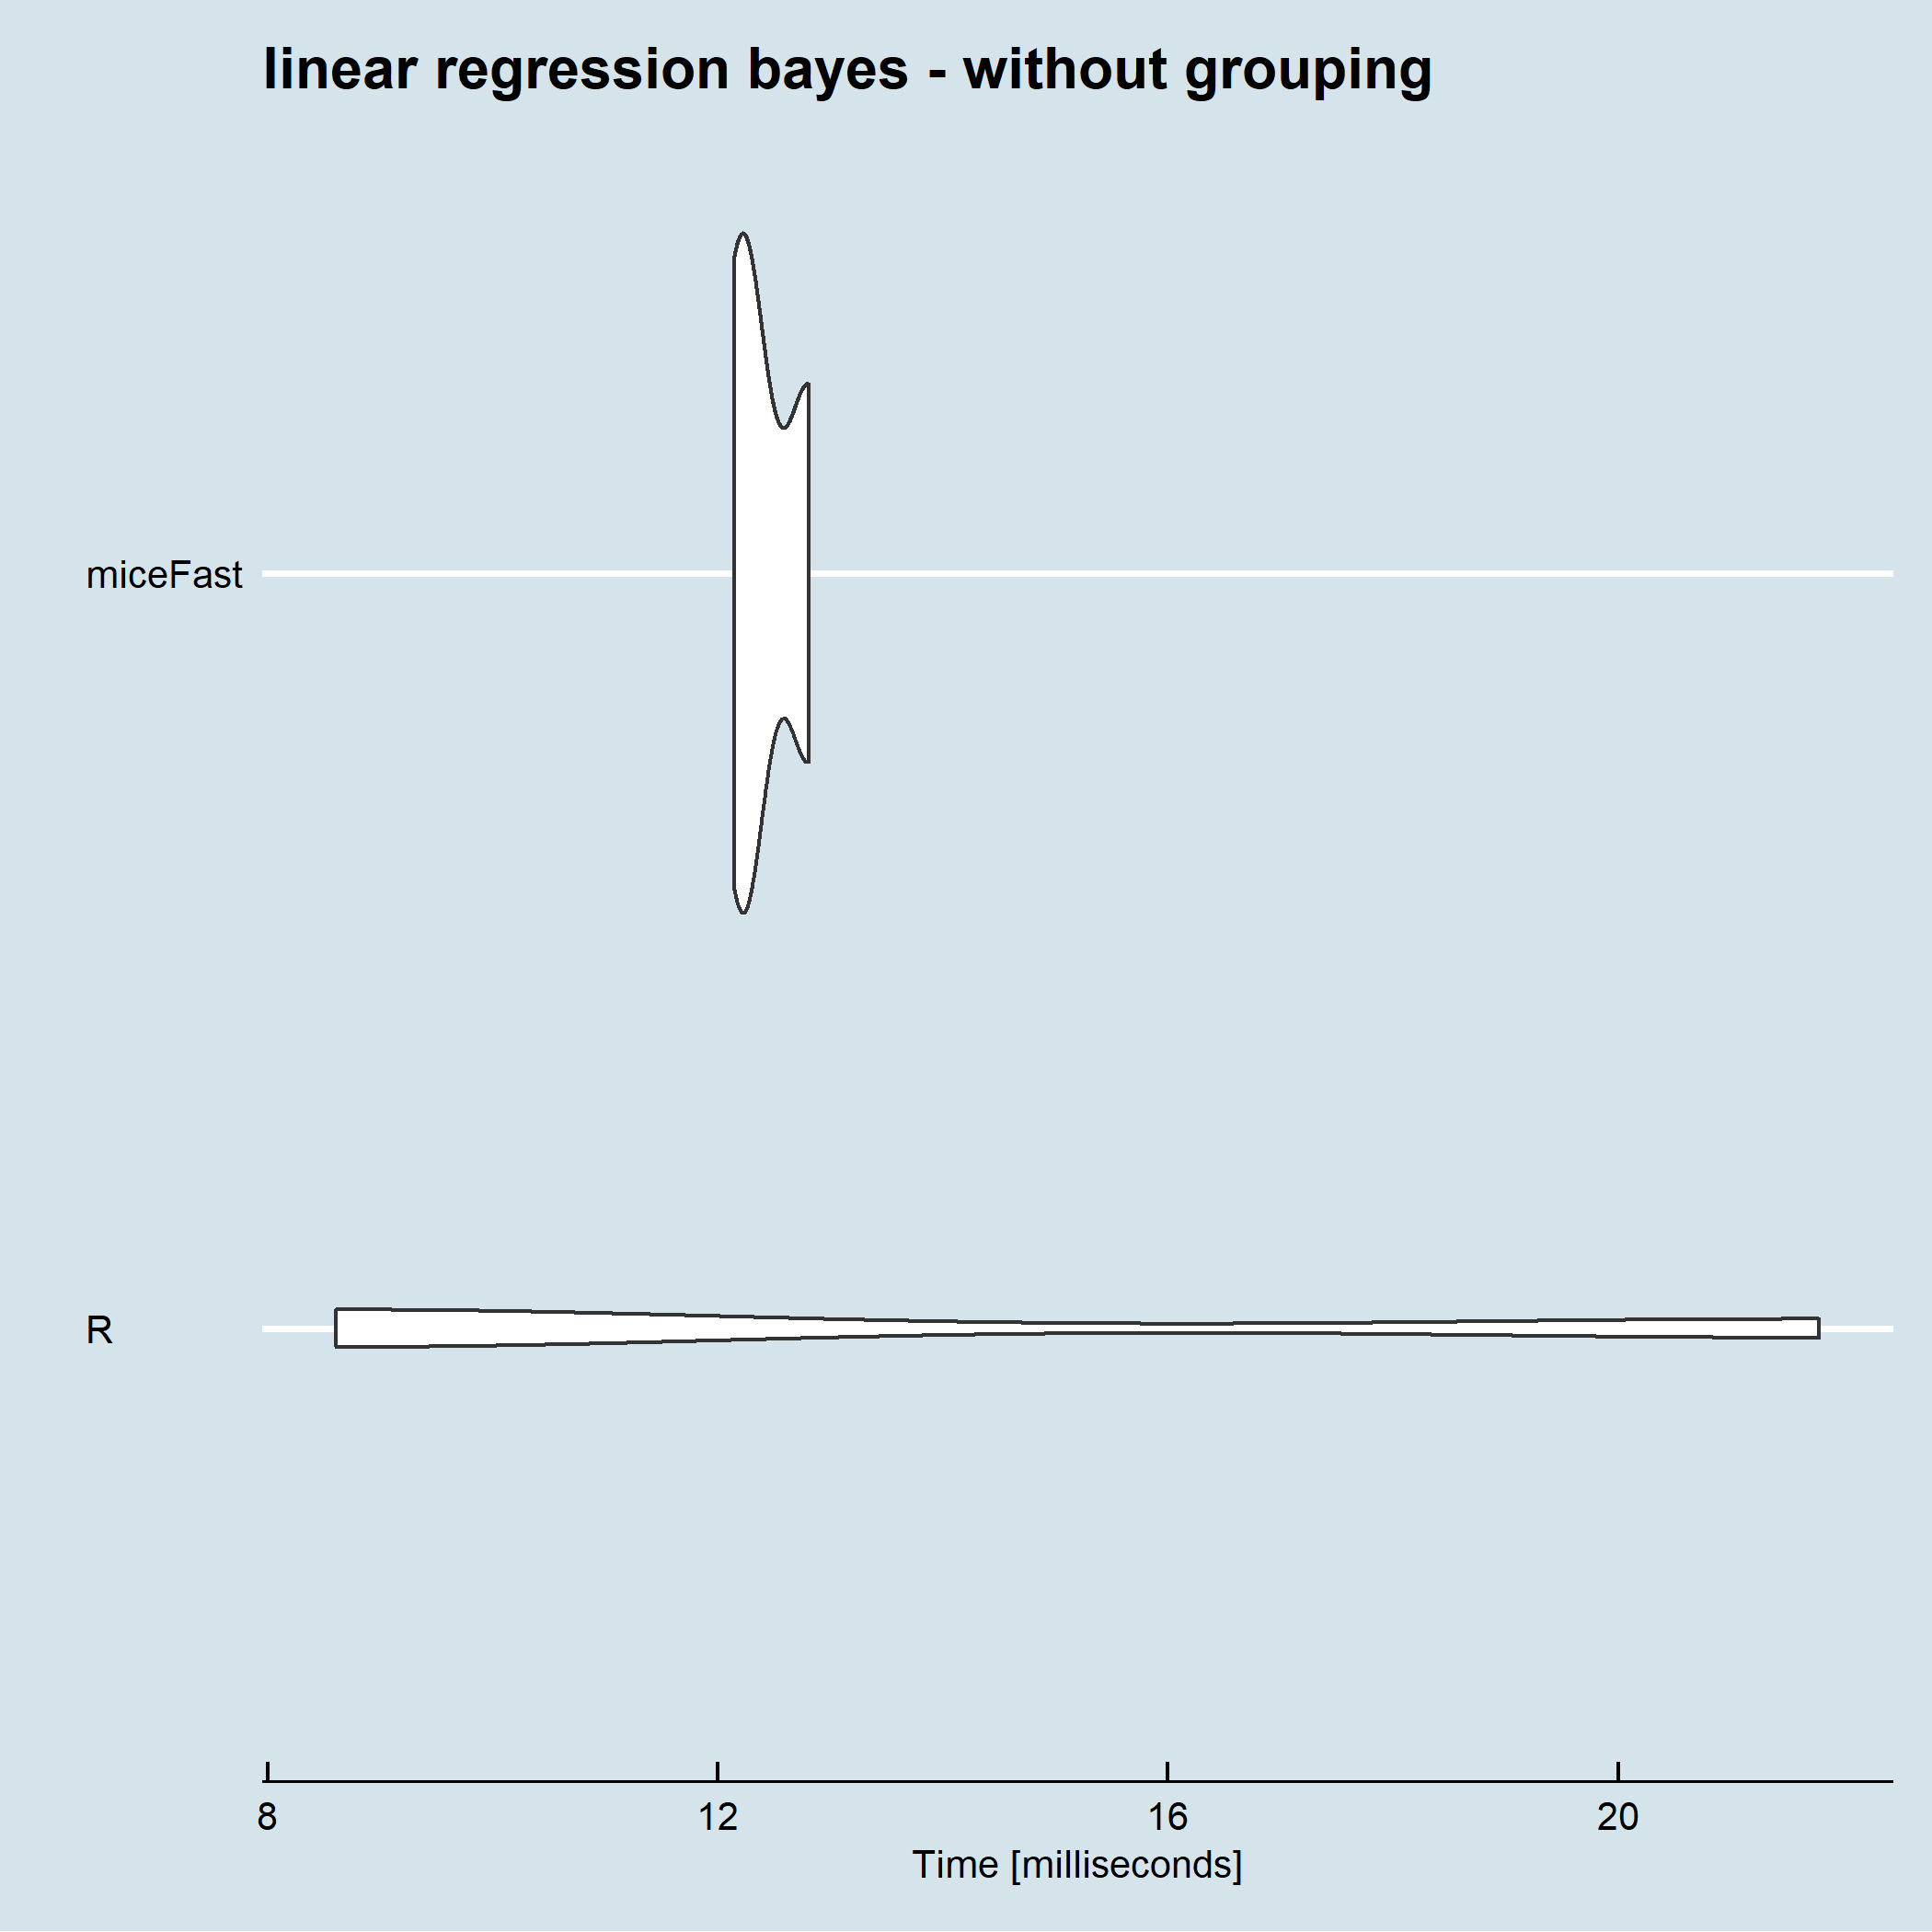 linear regression bayes - without grouping
miceFast
R
8 12 16 20
Time [milliseconds]